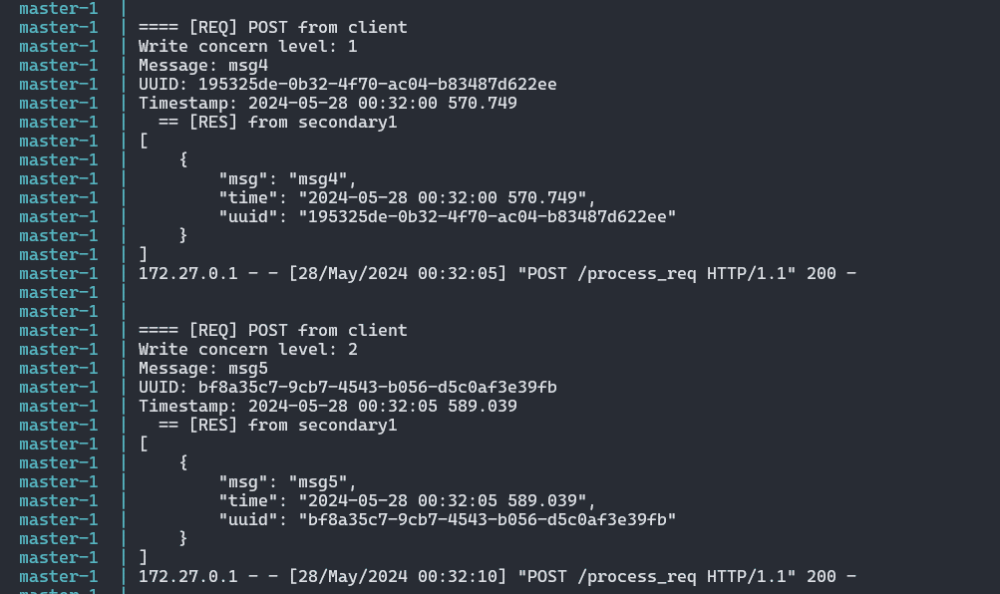 master-1  |
master-1  | ==== [REQ] POST from client
master-1  | Write concern level: 1
master-1  | Message: msg4
master-1  | UUID: 195325de-0b32-4f70-ac04-b83487d622ee
master-1  | Timestamp: 2024-05-28 00:32:00 570.749
master-1  |   == [RES] from secondary1
master-1  | [
master-1  |     {
master-1  |         "msg": "msg4",
master-1  |         "time": "2024-05-28 00:32:00 570.749",
master-1  |         "uuid": "195325de-0b32-4f70-ac04-b83487d622ee"
master-1  |     }
master-1  | ]
master-1  | 172.27.0.1 - - [28/May/2024 00:32:05] "POST /process_req HTTP/1.1" 200 -
master-1  |
master-1  |
master-1  | ==== [REQ] POST from client
master-1  | Write concern level: 2
master-1  | Message: msg5
master-1  | UUID: bf8a35c7-9cb7-4543-b056-d5c0af3e39fb
master-1  | Timestamp: 2024-05-28 00:32:05 589.039
master-1  |   == [RES] from secondary1
master-1  | [
master-1  |     {
master-1  |         "msg": "msg5",
master-1  |         "time": "2024-05-28 00:32:05 589.039",
master-1  |         "uuid": "bf8a35c7-9cb7-4543-b056-d5c0af3e39fb"
master-1  |     }
master-1  | ]
master-1  | 172.27.0.1 - - [28/May/2024 00:32:10] "POST /process_req HTTP/1.1" 200 -
master-1  |